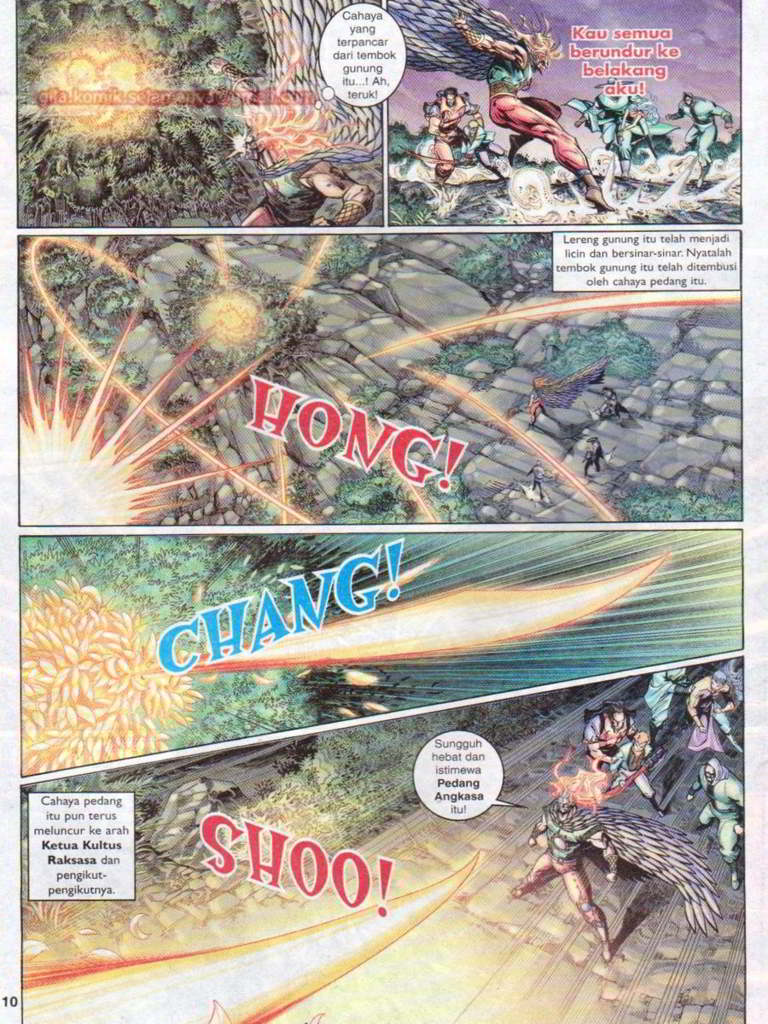 Cahaya
yang
terpancar
dari tembok
gunung
itu...! Ah,
teruk!
Kau semua
berundur ke
belakang
aku!
Lereng gunung itu telah menjadi
licin dan bersinar-sinar. Nyatalah
tembok gunung itu telah ditembusi
oleh cahaya pedang itu.
HONG!
CHANG!
Sungguh
hebat dan
istimewa
Pedang
Angkasa
itu!
Cahaya pedang
itu pun terus
meluncur ke arah
Ketua Kultus
Raksasa dan
pengikut-
pengikutnya.
SHOO!
10